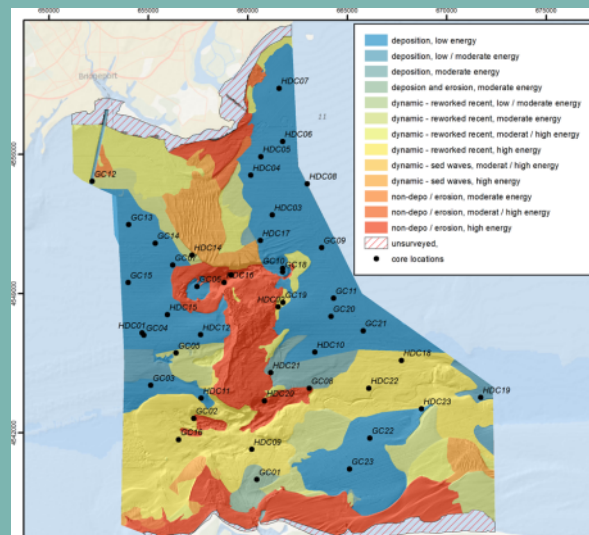 650000 655000 660000 665000 670000 675000
Bridgeport
11
deposition, low energy
deposition, low / moderate energy
deposition, moderate energy
deposion and erosion, moderate energy
dynamic - reworked recent, low / moderate energy
dynamic - reworked recent, moderate energy
dynamic - reworked recent, moderat / high energy
dynamic - reworked recent, high energy
dynamic - sed waves, moderat / high energy
dynamic - sed waves, high energy
non-depo / erosion, moderate energy
non-depo / erosion, moderat / high energy
non-depo / erosion, high energy
unsurveyed,
core locations
HDC07
HDC06
HDC05
HDC04
HDC08
GC12
HDC03
GC13
HDC17
GC14
GC09
HDC14
GC10
GC18
HDC16
GC15
GC11
GC19
GC20
HDC15
HDC01
GC04
HDC12
GC21
GC05
HDC10
HDC18
HDC21
GC03
GC08
HDC22
HDC11
HDC20
HDC19
HDC23
GC02
GC16
GC22
HDC09
GC23
GC01